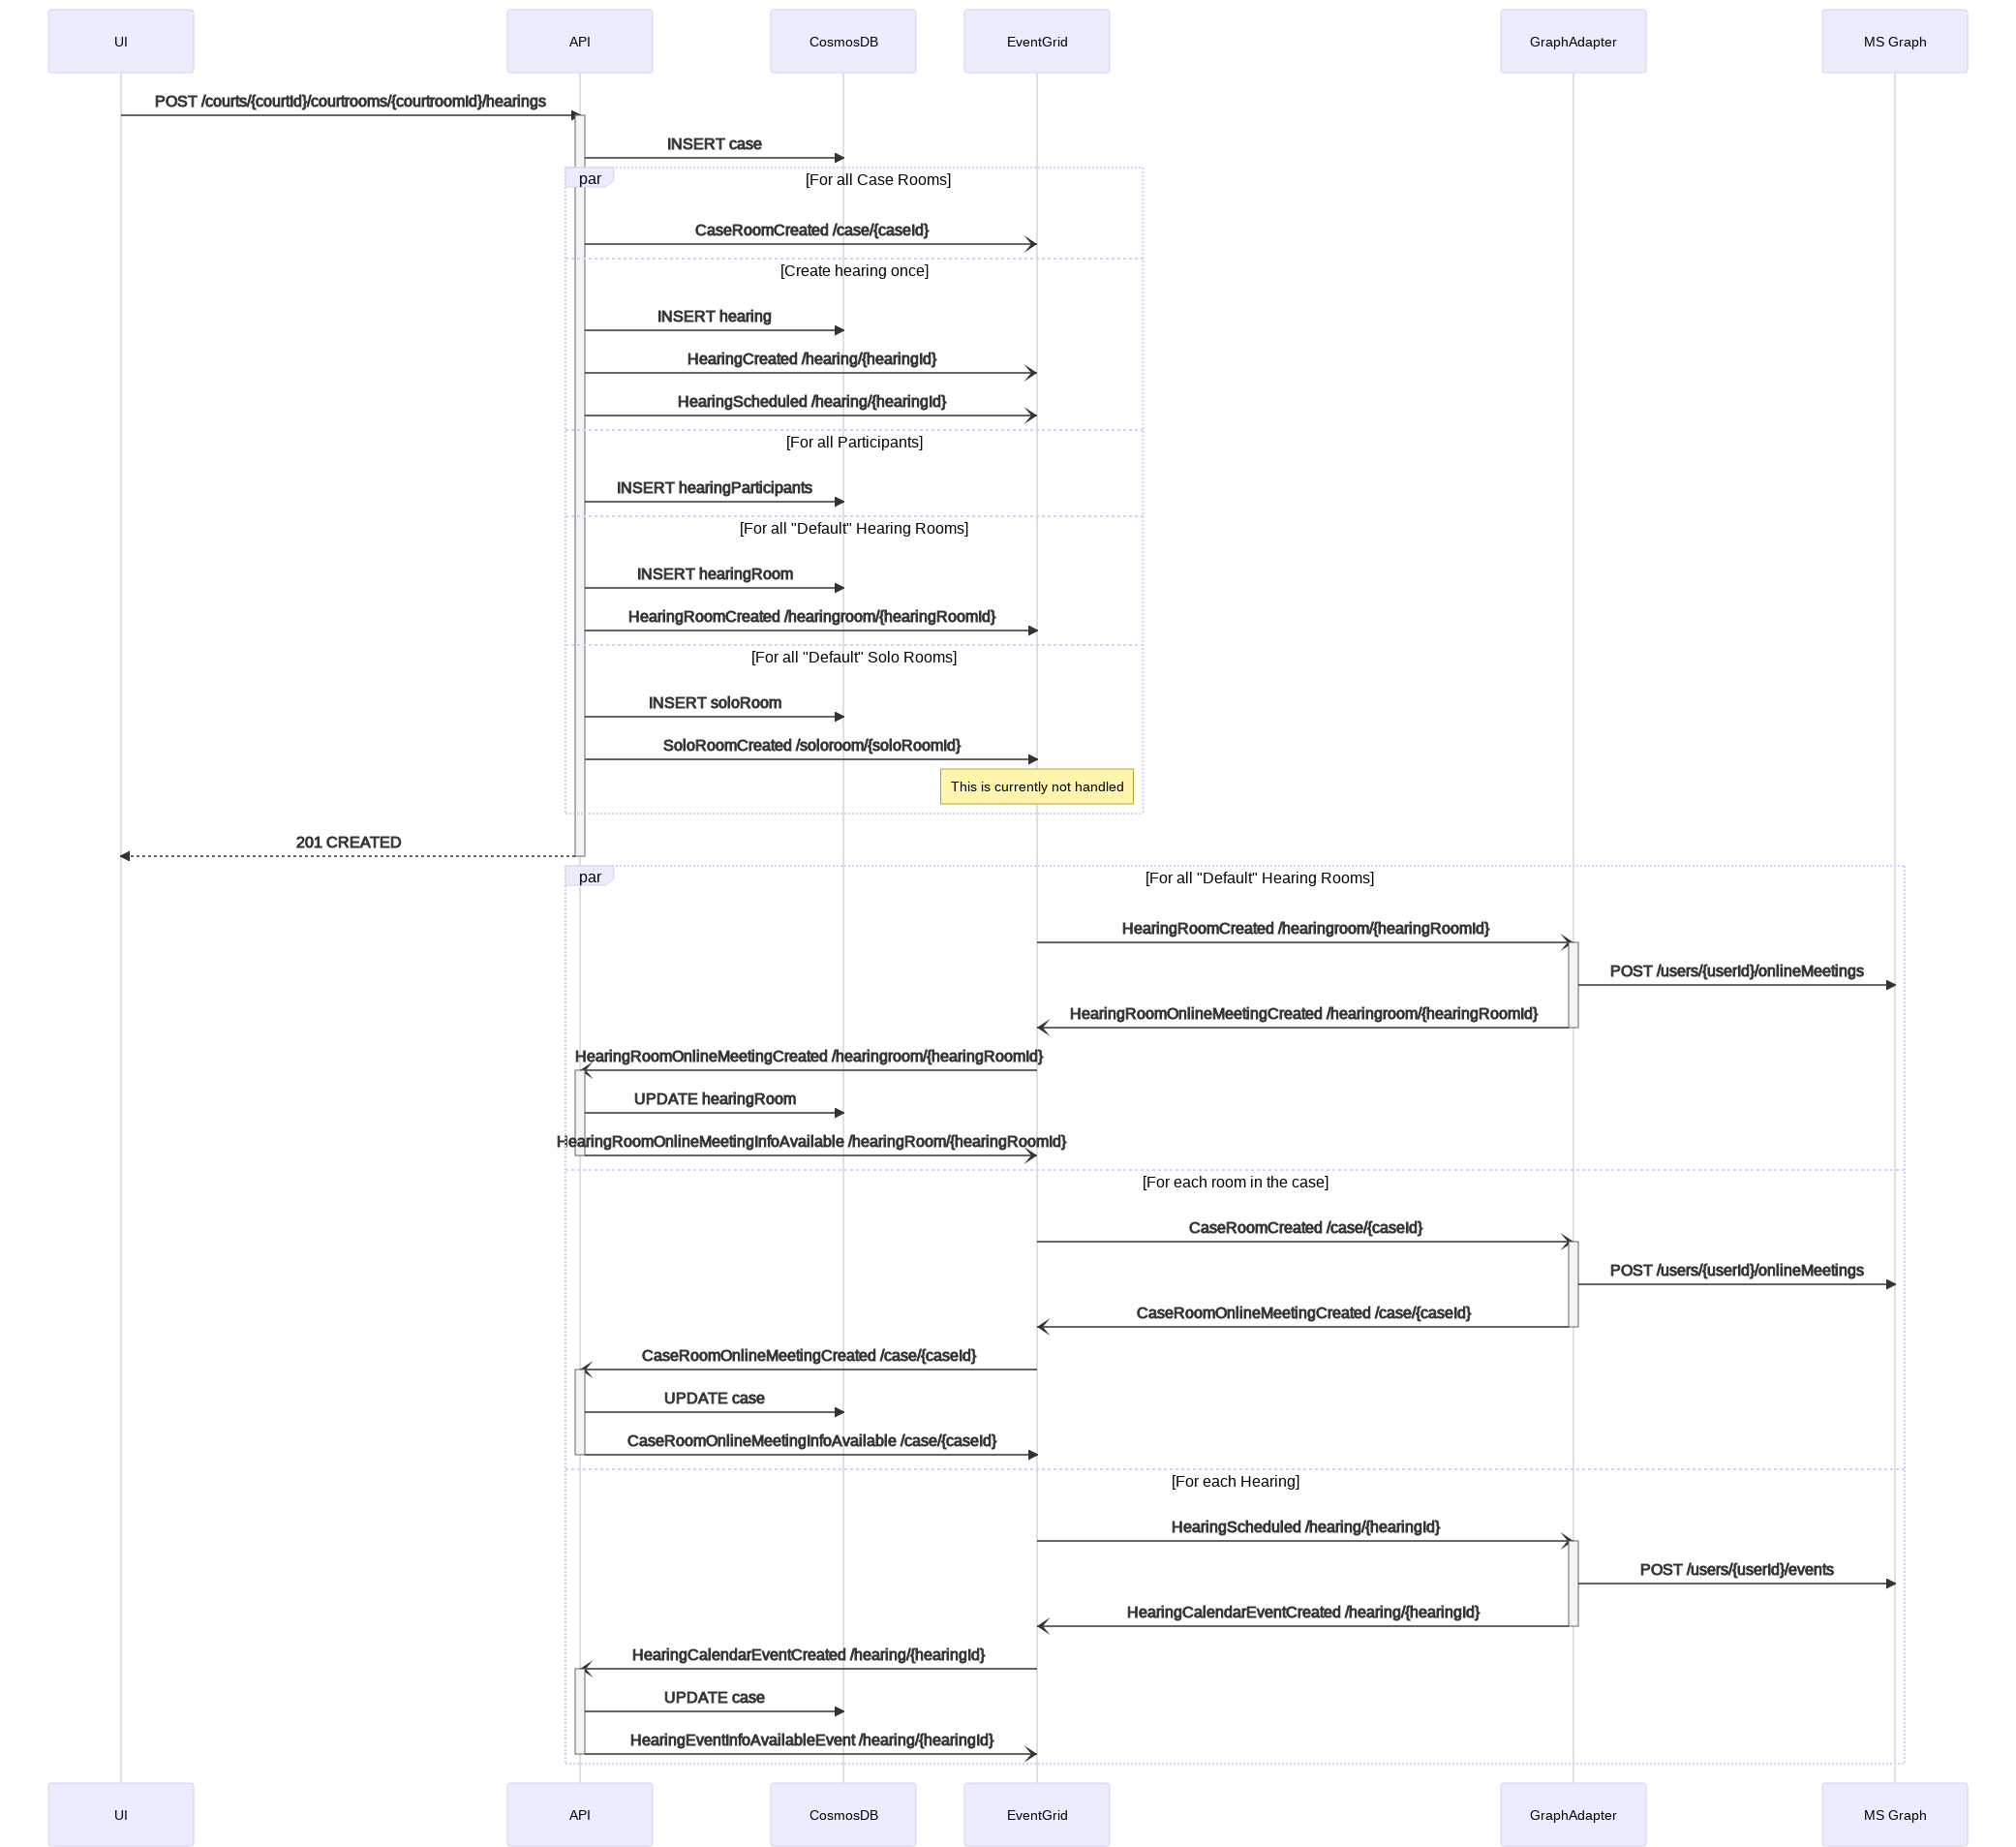 UI
API
CosmosDB
EventGrid
GraphAdapter
MS Graph
POST /courts/{courtId}/courtrooms/{courtroomId}/hearings
INSERT case
par
[For all Case Rooms]
CaseRoomCreated /case/{caseId}
[Create hearing once]
INSERT hearing
HearingCreated /hearing/{hearingId}
HearingScheduled /hearing/{hearingId}
[For all Participants]
INSERT hearingParticipants
[For all "Default" Hearing Rooms]
INSERT hearingRoom
HearingRoomCreated /hearingroom/{hearingRoomId}
[For all "Default" Solo Rooms]
INSERT soloRoom
SoloRoomCreated /soloroom/{soloRoomId}
This is currently not handled
201 CREATED
par
[For all "Default" Hearing Rooms]
HearingRoomCreated /hearingroom/{hearingRoomId}
POST /users/{userId}/onlineMeetings
HearingRoomOnlineMeetingCreated /hearingroom/{hearingRoomId}
HearingRoomOnlineMeetingCreated /hearingroom/{hearingRoomId}
UPDATE hearingRoom
HearingRoomOnlineMeetingInfoAvailable /hearingRoom/{hearingRoomId}
[For each room in the case]
CaseRoomCreated /case/{caseId}
POST /users/{userId}/onlineMeetings
CaseRoomOnlineMeetingCreated /case/{caseId}
CaseRoomOnlineMeetingCreated /case/{caseId}
UPDATE case
CaseRoomOnlineMeetingInfoAvailable /case/{caseId}
[For each Hearing]
HearingScheduled /hearing/{hearingId}
POST /users/{userId}/events
HearingCalendarEventCreated /hearing/{hearingId}
HearingCalendarEventCreated /hearing/{hearingId}
UPDATE case
HearingEventInfoAvailableEvent /hearing/{hearingId}
UI
API
CosmosDB
EventGrid
GraphAdapter
MS Graph